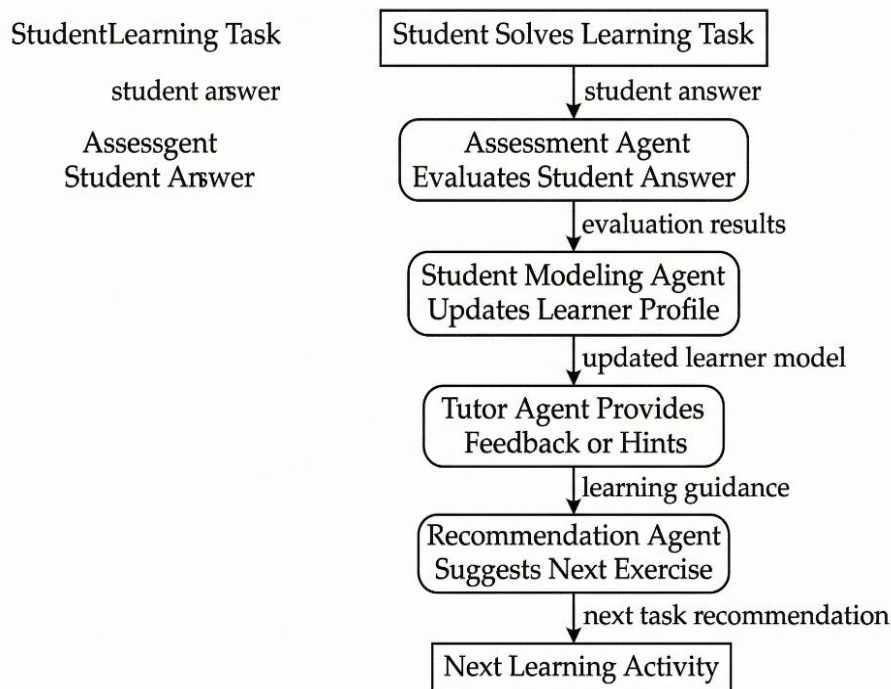 StudentLearning Task
student answer
Assessgent
Student Answer
Student Solves Learning Task
student answer
Assessment Agent
Evaluates Student Answer
evaluation results
Student Modeling Agent
Updates Learner Profile
updated learner model
Tutor Agent Provides
Feedback or Hints
learning guidance
Recommendation Agent
Suggests Next Exercise
next task recommendation
Next Learning Activity